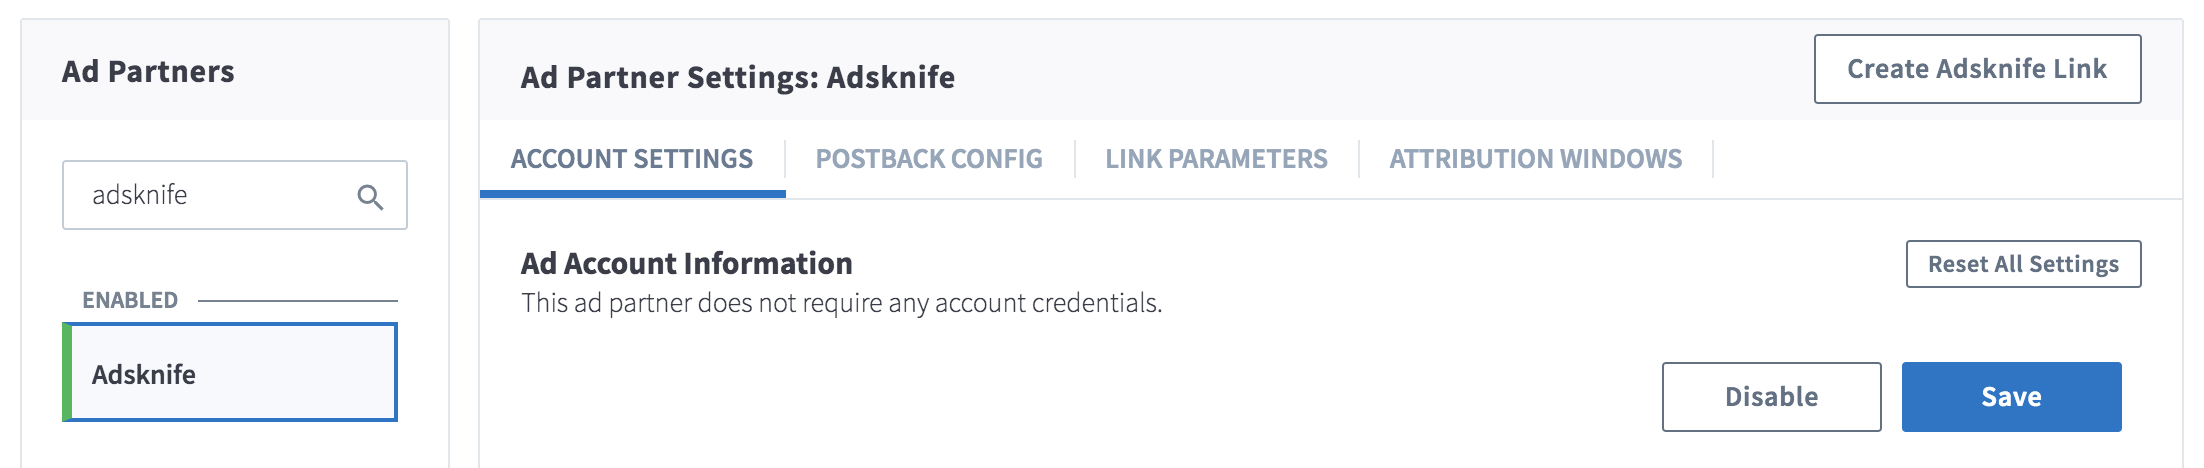 Ad Partners
adsknife
ENABLED
Adsknife
Ad Partner Settings: Adsknife
Create Adsknife Link
ACCOUNT SETTINGS
POSTBACK CONFIG
LINK PARAMETERS
ATTRIBUTION WINDOWS
Ad Account Information
Reset All Settings
This ad partner does not require any account credentials.
Disable
Save